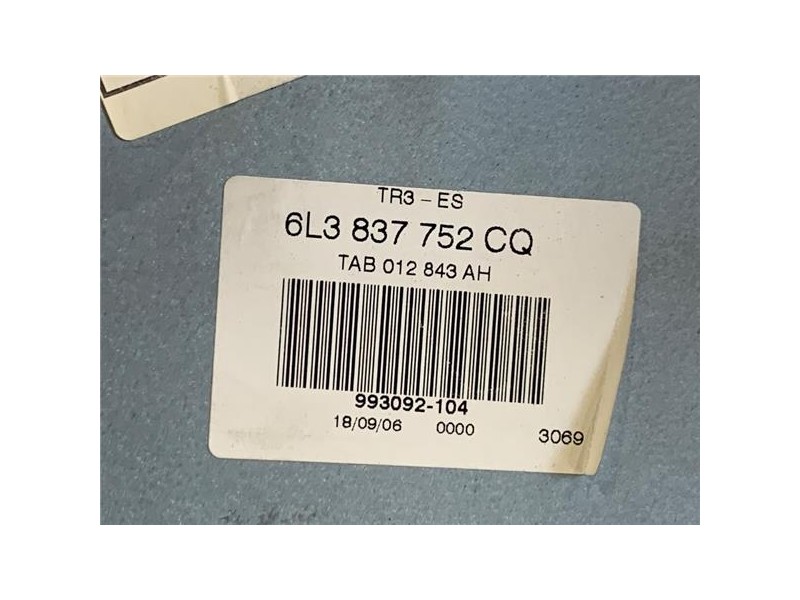 TR3 - ES
6L3 837 752 CQ
TAB 012 843 AH
993092-104
18/09/06 0000 3069